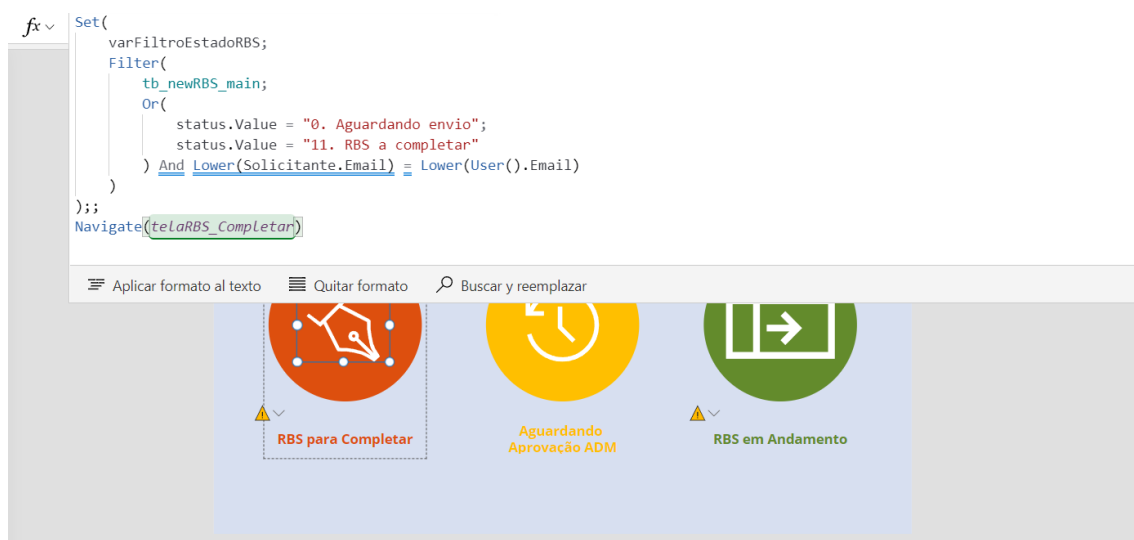 fx
Set(
varFiltroEstadoRBS;
Filter(
tb_newRBS_main;
Or(
status.Value = "0. Aguardando envio";
status.Value = "11. RBS a completar"
) And Lower(Solicitante.Email) = Lower(User().Email)
)
);;
Navigate(telaRBS_Completar)
Aplicar formato al texto Quitar formato Buscar y reemplazar
RBS para Completar
Aguardando
Aprovação ADM
RBS em Andamento